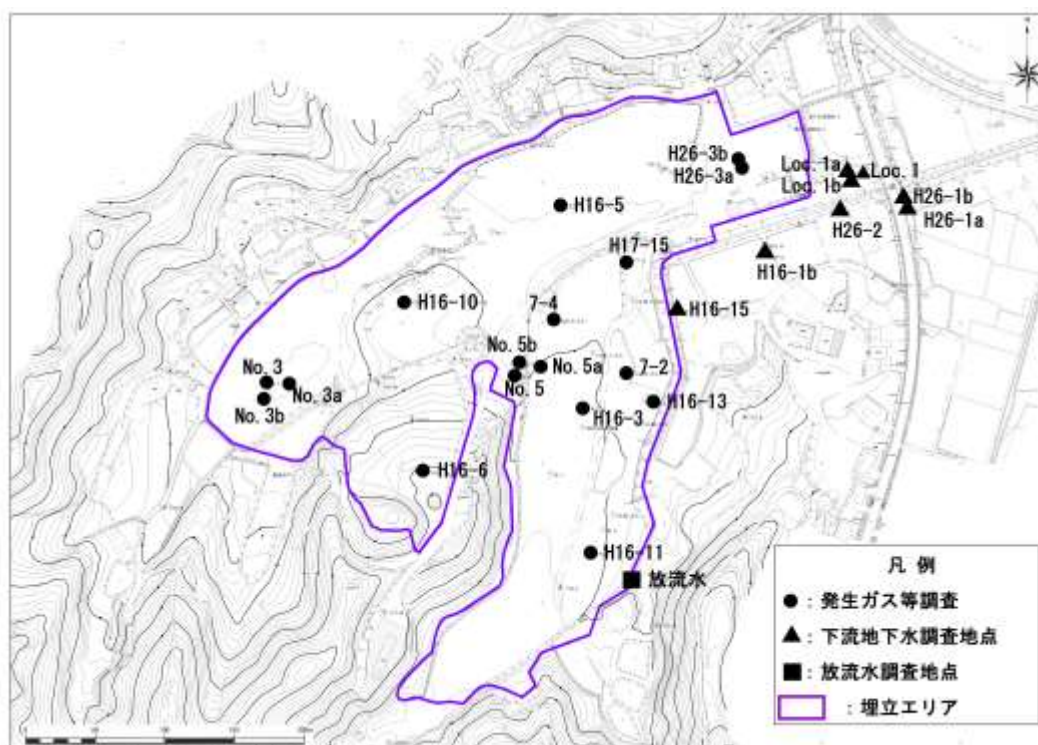 H26-3b
H26-3a
Loc. 1a
Loc. 1
Loc. 1b
H26-1b
H26-1a
H26-2
H16-5
H17-15
H16-1b
H16-10
7-4
H16-15
No. 5b
No. 5a
No. 5
7-2
No. 3
No. 3a
No. 3b
H16-3
H16-13
H16-6
H16-11
放流水
凡 例
● : 発生ガス等調査
▲ : 下流地下水調査地点
■ : 放流水調査地点
: 埋立エリア